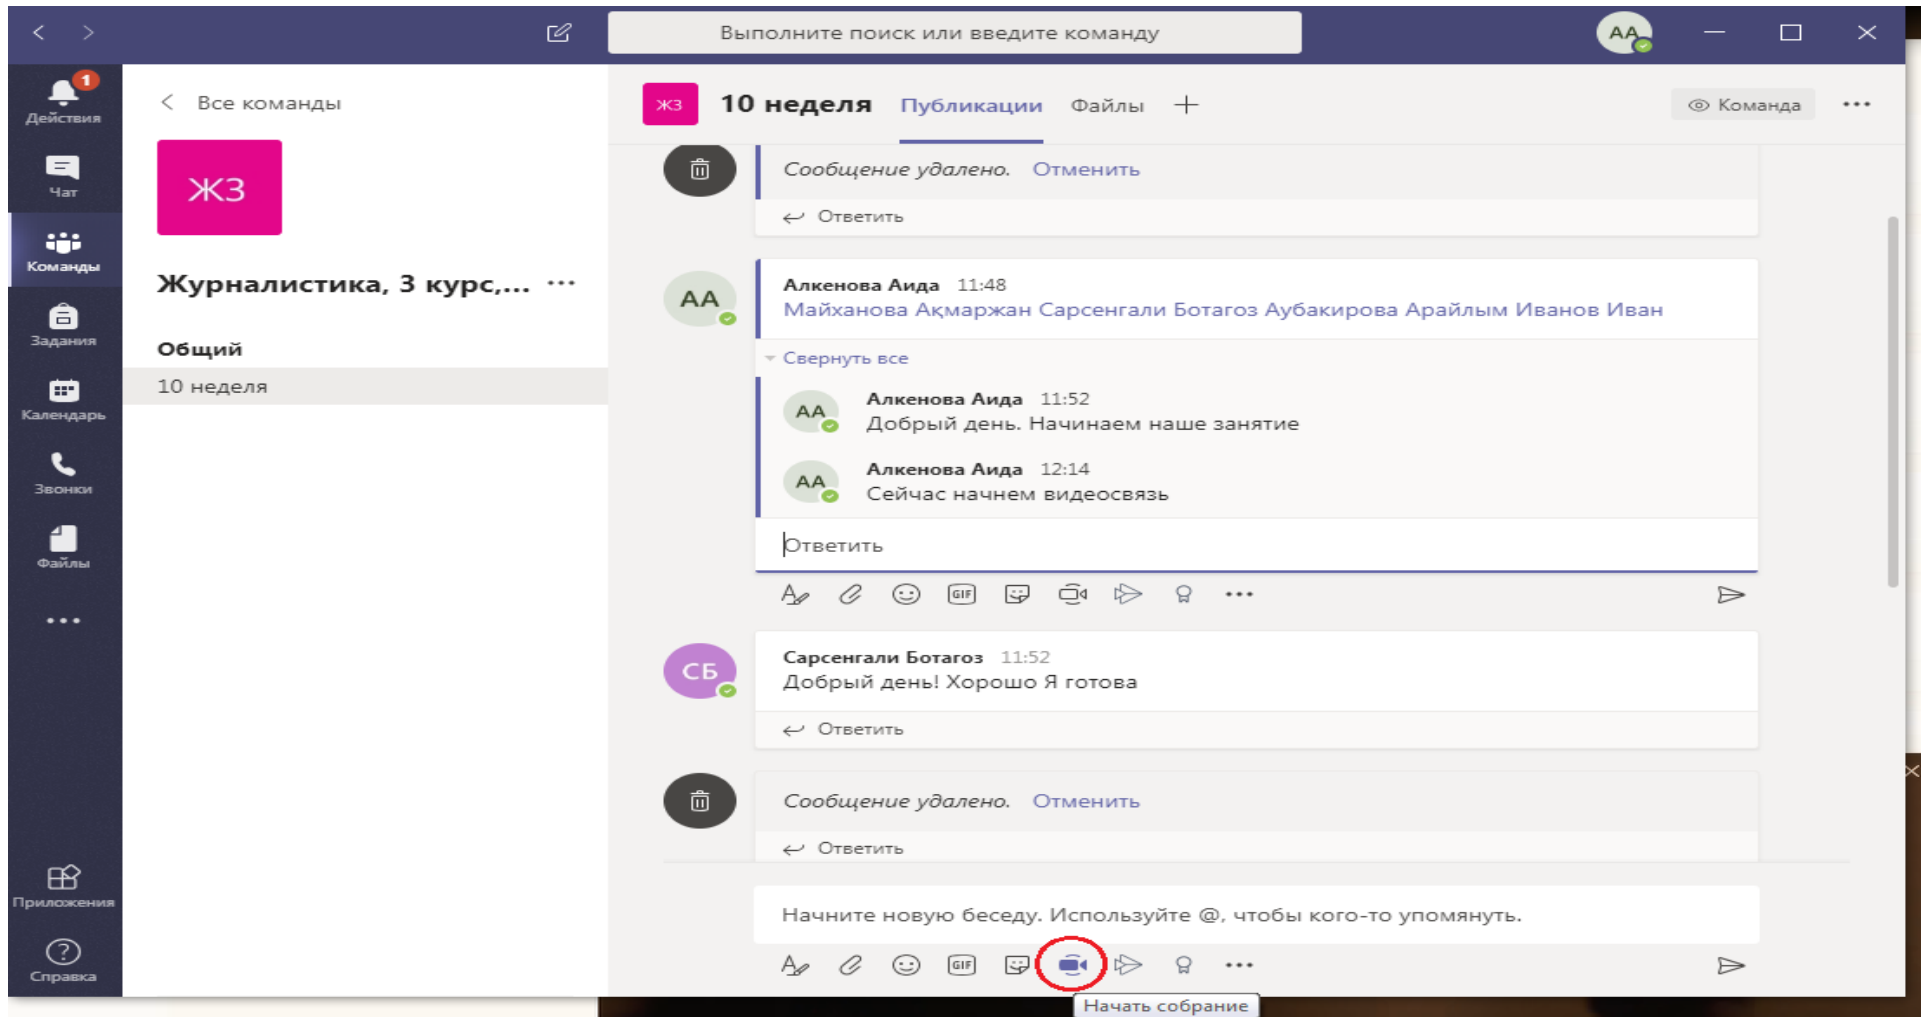 Выполните поиск или введите команду
АА
1
Действия
Чат
Команды
Задания
Календарь
Звонки
Файлы
Приложения
Справка
Все команды
ЖЗ
Журналистика, 3 курс,... ...
Общий
10 неделя
ЖЗ 10 неделя Публикации Файлы + Команда ...
Сообщение удалено. Отменить
Ответить
АА
Алкенова Аида 11:48
Майханова Ақмаржан Сарсенгали Ботагоз Аубакирова Арайлым Иванов Иван
Свернуть все
АА
Алкенова Аида 11:52
Добрый день. Начинаем наше занятие
АА
Алкенова Аида 12:14
Сейчас начнем видеосвязь
Ответить
GIF
СБ
Сарсенгали Ботагоз 11:52
Добрый день! Хорошо Я готова
Ответить
Сообщение удалено. Отменить
Ответить
Начните новую беседу. Используйте @, чтобы кого-то упомянуть.
GIF
Начать собрание